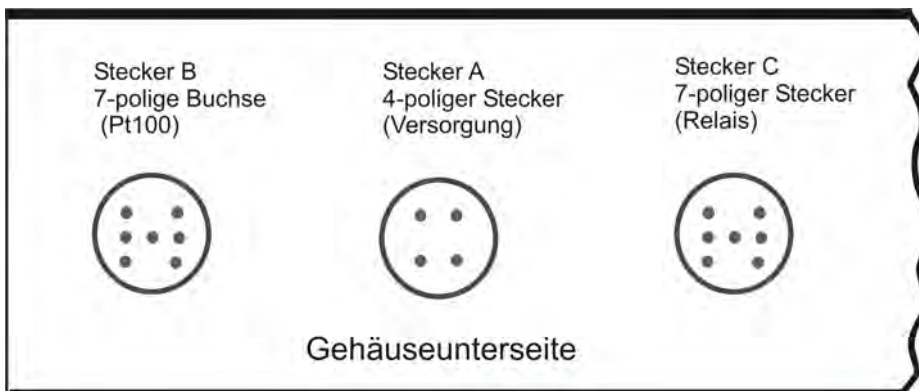 Stecker B
7-polige Buchse
(Pt100)
Stecker A
4-poliger Stecker
(Versorgung)
Stecker C
7-poliger Stecker
(Relais)
Gehäuseunterseite